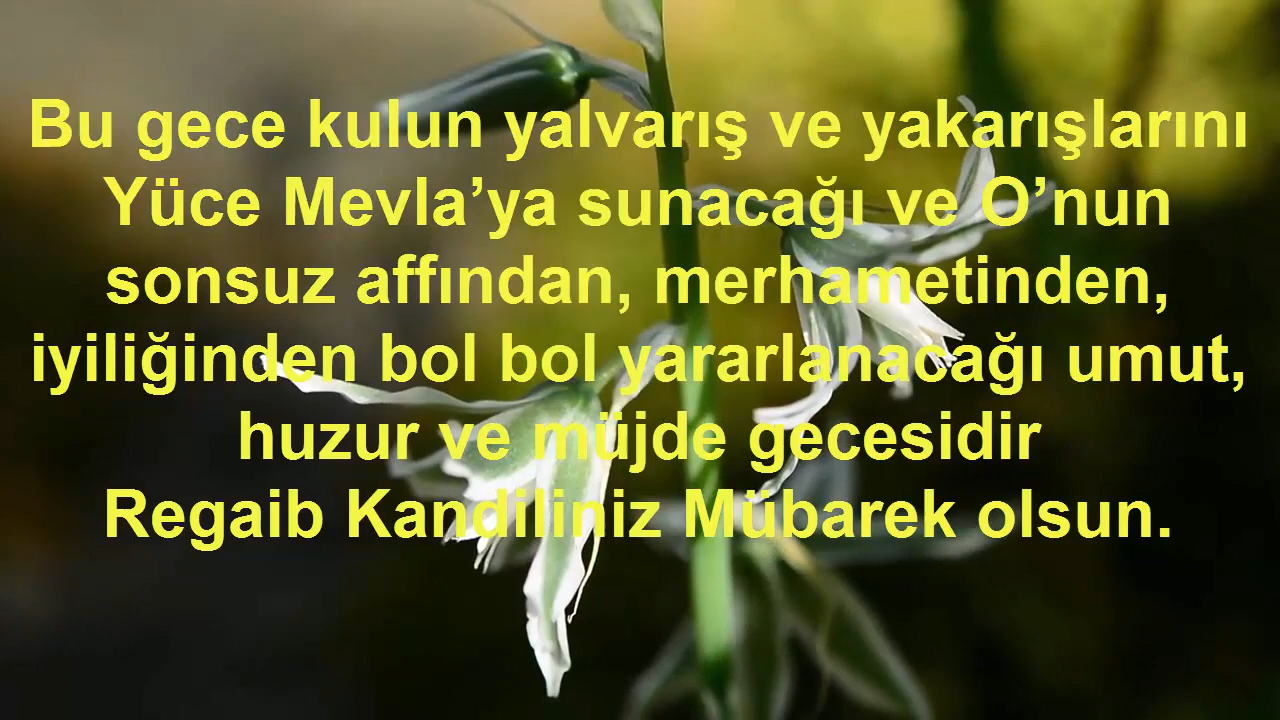 Bu gece kulun yalvarış ve yakarışlarını
Yüce Mevla’ya sunacağı ve O’nun
sonsuz affından, merhametinden,
iyiliğinden bol bol yararlanacağı umut,
huzur ve müjde gecesidir
Regaib Kandiliniz Mübarek olsun.